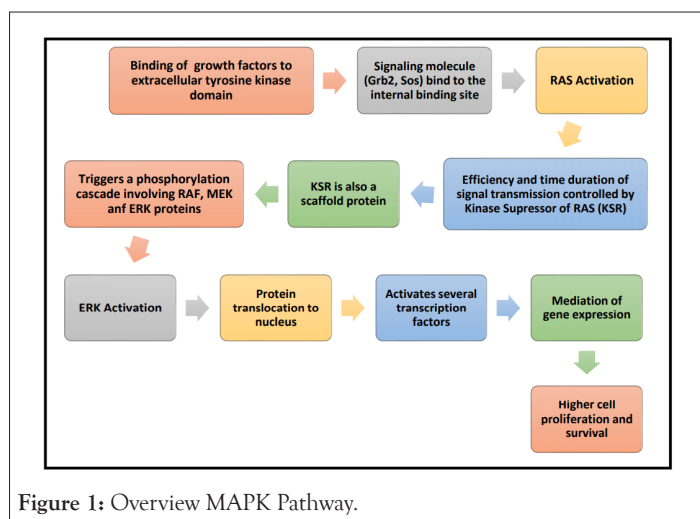 Binding of growth factors to
extracellular tyrosine kinase
domain
Signaling molecule
(Grb2, Sos) bind to the
internal binding site
RAS Activation
Efficiency and time duration of
signal transmission controlled by
Kinase Supressor of RAS (KSR)
KSR is also a
scaffold protein
Triggers a phosphorylation
cascade involving RAF, MEK
anf ERK proteins
ERK Activation
Protein
translocation to
nucleus
Activates several
transcription
factors
Mediation of
gene expression
Higher cell
proliferation and
survival
Figure 1: Overview MAPK Pathway.